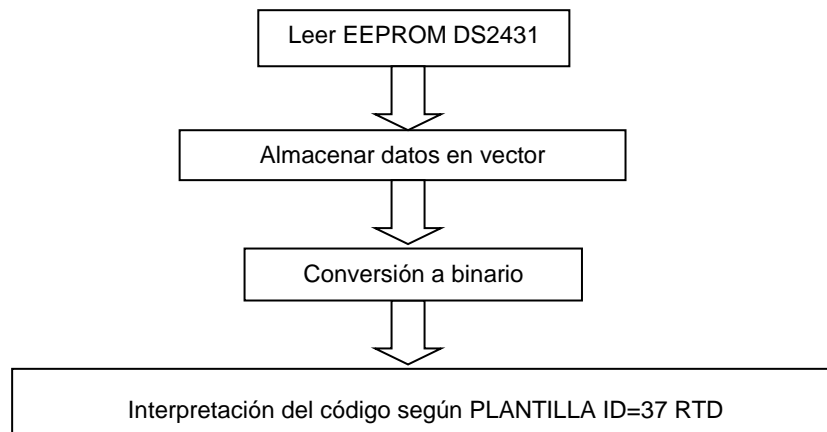 Leer EEPROM DS2431
Almacenar datos en vector
Conversión a binario
Interpretación del código según PLANTILLA ID=37 RTD